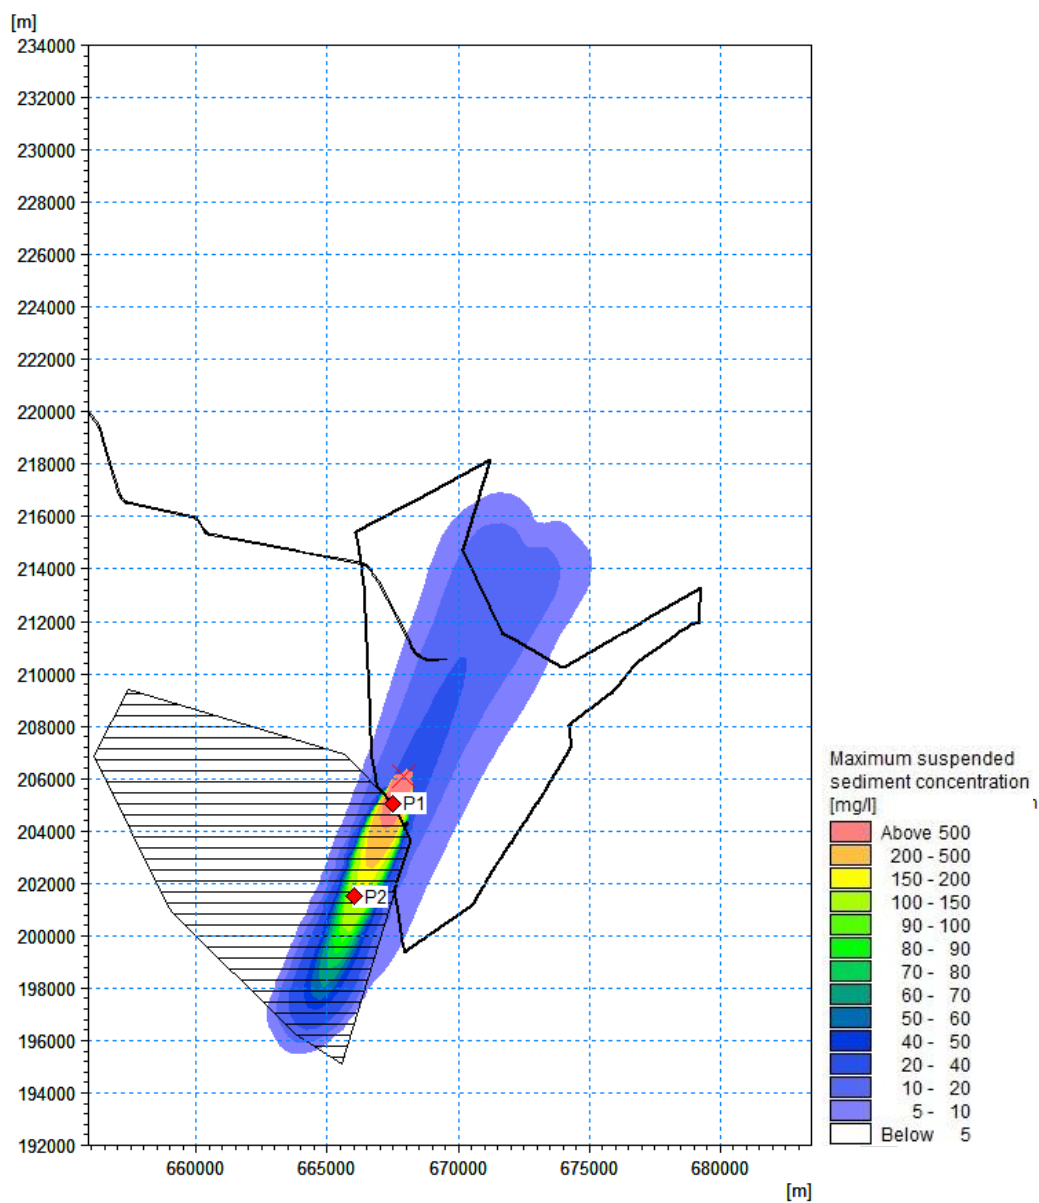 [m]
234000
232000
230000
228000
226000
224000
222000
220000
218000
216000
214000
212000
210000
208000
206000
204000
202000
200000
198000
196000
194000
192000
P1
P2
660000 665000 670000 675000 680000
[m]
Maximum suspended
sediment concentration
[mg/l]
Above 500
200 - 500
150 - 200
100 - 150
90 - 100
80 - 90
70 - 80
60 - 70
50 - 60
40 - 50
20 - 40
10 - 20
5 - 10
Below 5